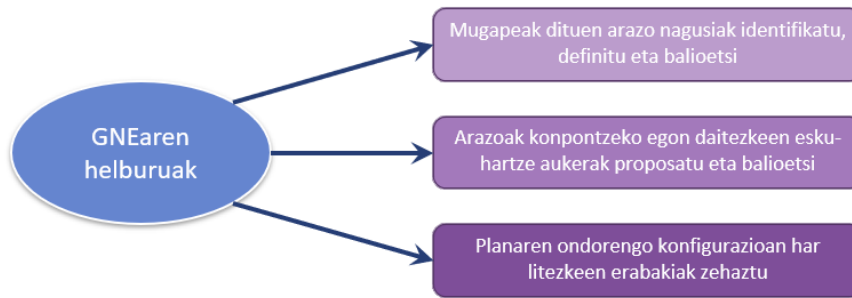 GNEaren
helburuak
Mugapeak dituen arazo nagusiak identifikatu,
definitu eta balioetsi
Arazoak konpontzeko egon daitezkeen esku-
hartze aukerak proposatu eta balioetsi
Planaren ondorengo konfigurazioan har
litezkeen erabakiak zehaztu